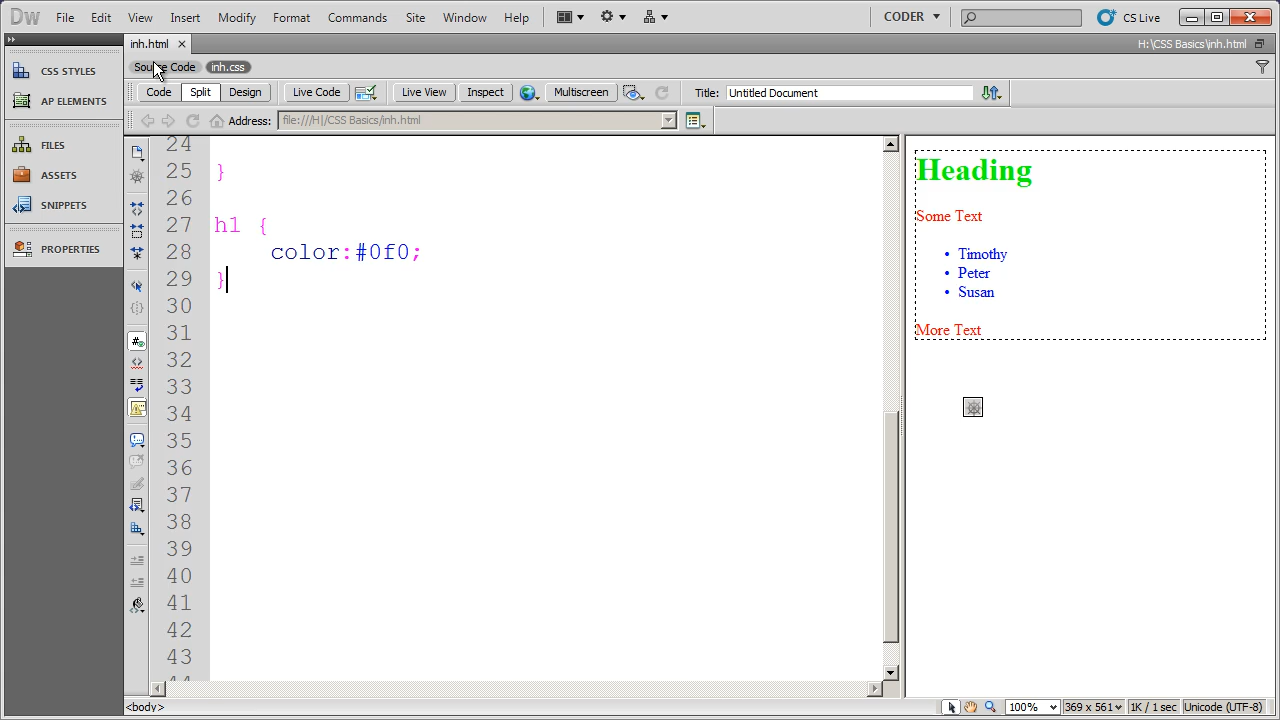 Dw File Edit View Insert Modify Format Commands Site Window Help CODER CS Live
inh.html H:\CSS Basics\inh.html
Source Code inh.css
Code Split Design Live Code Live View Inspect Multiscreen Title: Untitled Document
Address: file:///H|/CSS Basics/inh.html
CSS STYLES
AP ELEMENTS
FILES
ASSETS
SNIPPETS
PROPERTIES
24
25 }
26
27 h1 {
28 color:#0f0;
29 }
30
31
32
33
34
35
36
37
38
39
40
41
42
43
44
Heading
Some Text
• Timothy
• Peter
• Susan
More Text
<body> 100% 369 x 561 1K / 1 sec Unicode (UTF-8)